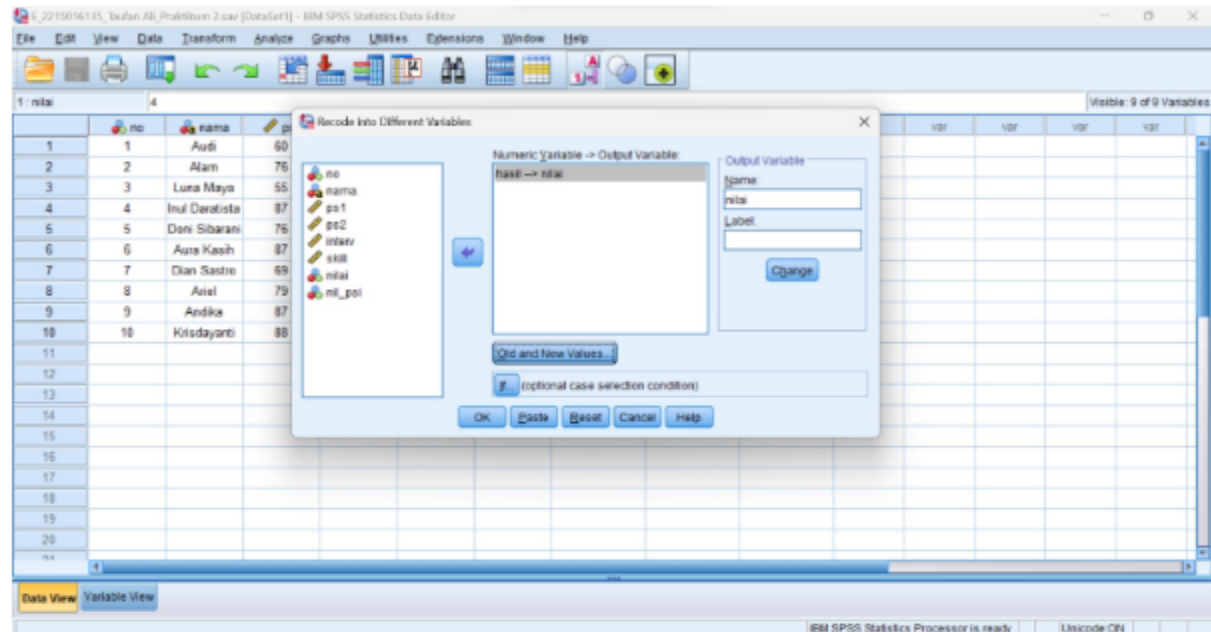 6_2215016135_Taufan Ali_Praktikum 2.sav [DataSet1] - IBM SPSS Statistics Data Editor
File Edit View Data Transform Analyze Graphs Utilities Extensions Window Help
1 : nilai 4 Visible: 9 of 9 Variables
no nama var var var var
1 1 Audi 60
2 2 Alam 76
3 3 Luna Maya 55
4 4 Inul Daratista 87
5 5 Doni Sibarani 76
6 6 Aura Kasih 87
7 7 Dian Sastro 69
8 8 Ariel 79
9 9 Andika 87
10 10 Krisdayanti 88
11
12
13
14
15
16
17
18
19
20
Recode into Different Variables
no
nama
ps1
ps2
interv
skill
nilai
nil_psi
Numeric Variable -> Output Variable:
hasil --> nilai
Output Variable
Name:
nilai
Label:
Change
Old and New Values...
If... (optional case selection condition)
OK Paste Reset Cancel Help
Data View Variable View
IBM SPSS Statistics Processor is ready Unicode:ON